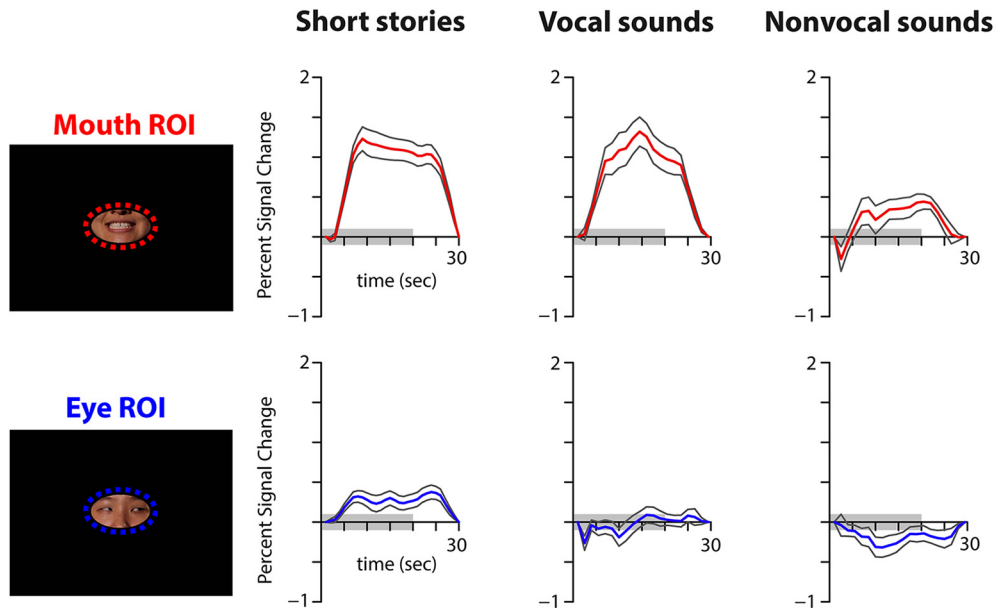 Short stories
Vocal sounds
Nonvocal sounds
Mouth ROI
Percent Signal Change
2
−1
30
time (sec)
2
−1
30
2
−1
30
Eye ROI
Percent Signal Change
2
−1
30
time (sec)
2
−1
30
2
−1
30